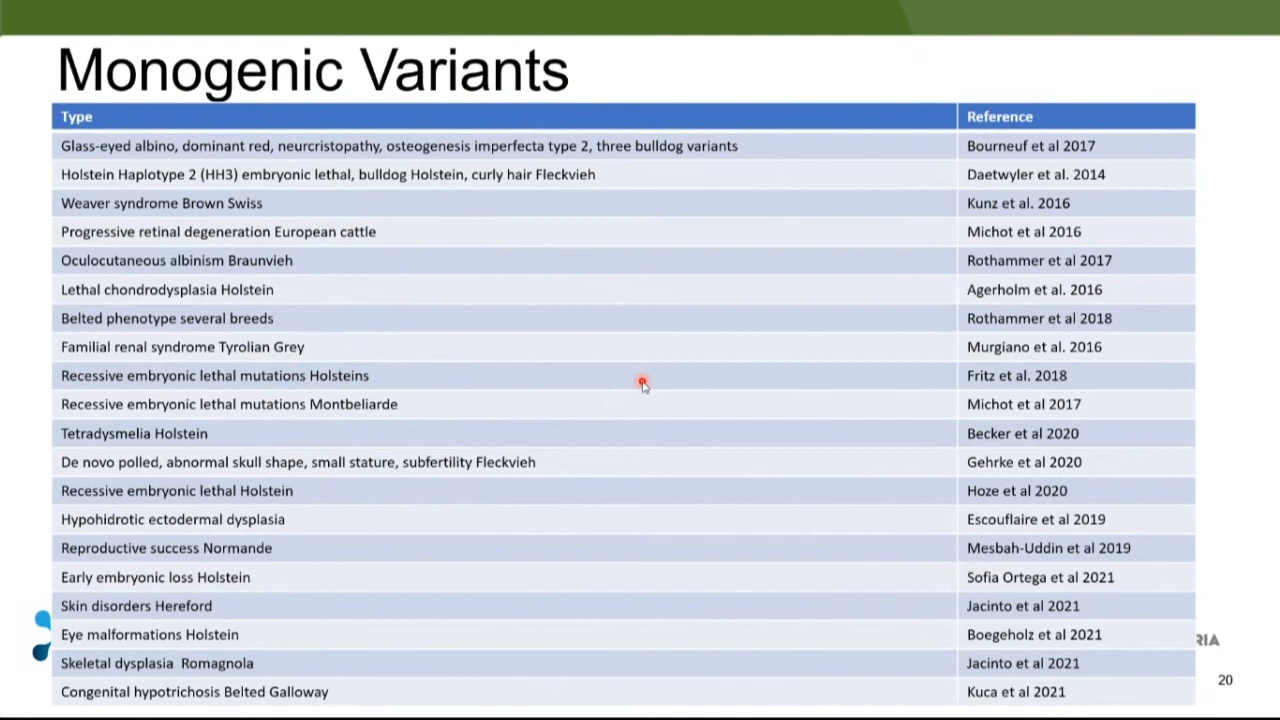 Monogenic Variants
Type Reference
Glass-eyed albino, dominant red, neurcristopathy, osteogenesis imperfecta type 2, three bulldog variants Bourneuf et al 2017
Holstein Haplotype 2 (HH3) embryonic lethal, bulldog Holstein, curly hair Fleckvieh Daetwyler et al. 2014
Weaver syndrome Brown Swiss Kunz et al. 2016
Progressive retinal degeneration European cattle Michot et al 2016
Oculocutaneous albinism Braunvieh Rothammer et al 2017
Lethal chondrodysplasia Holstein Agerholm et al. 2016
Belted phenotype several breeds Rothammer et al 2018
Familial renal syndrome Tyrolian Grey Murgiano et al. 2016
Recessive embryonic lethal mutations Holsteins Fritz et al. 2018
Recessive embryonic lethal mutations Montbeliarde Michot et al 2017
Tetradysmelia Holstein Becker et al 2020
De novo polled, abnormal skull shape, small stature, subfertility Fleckvieh Gehrke et al 2020
Recessive embryonic lethal Holstein Hoze et al 2020
Hypohidrotic ectodermal dysplasia Escouflaire et al 2019
Reproductive success Normande Mesbah-Uddin et al 2019
Early embryonic loss Holstein Sofia Ortega et al 2021
Skin disorders Hereford Jacinto et al 2021
Eye malformations Holstein Boegeholz et al 2021
RIA
Skeletal dysplasia Romagnola Jacinto et al 2021
20
Congenital hypotrichosis Belted Galloway Kuca et al 2021